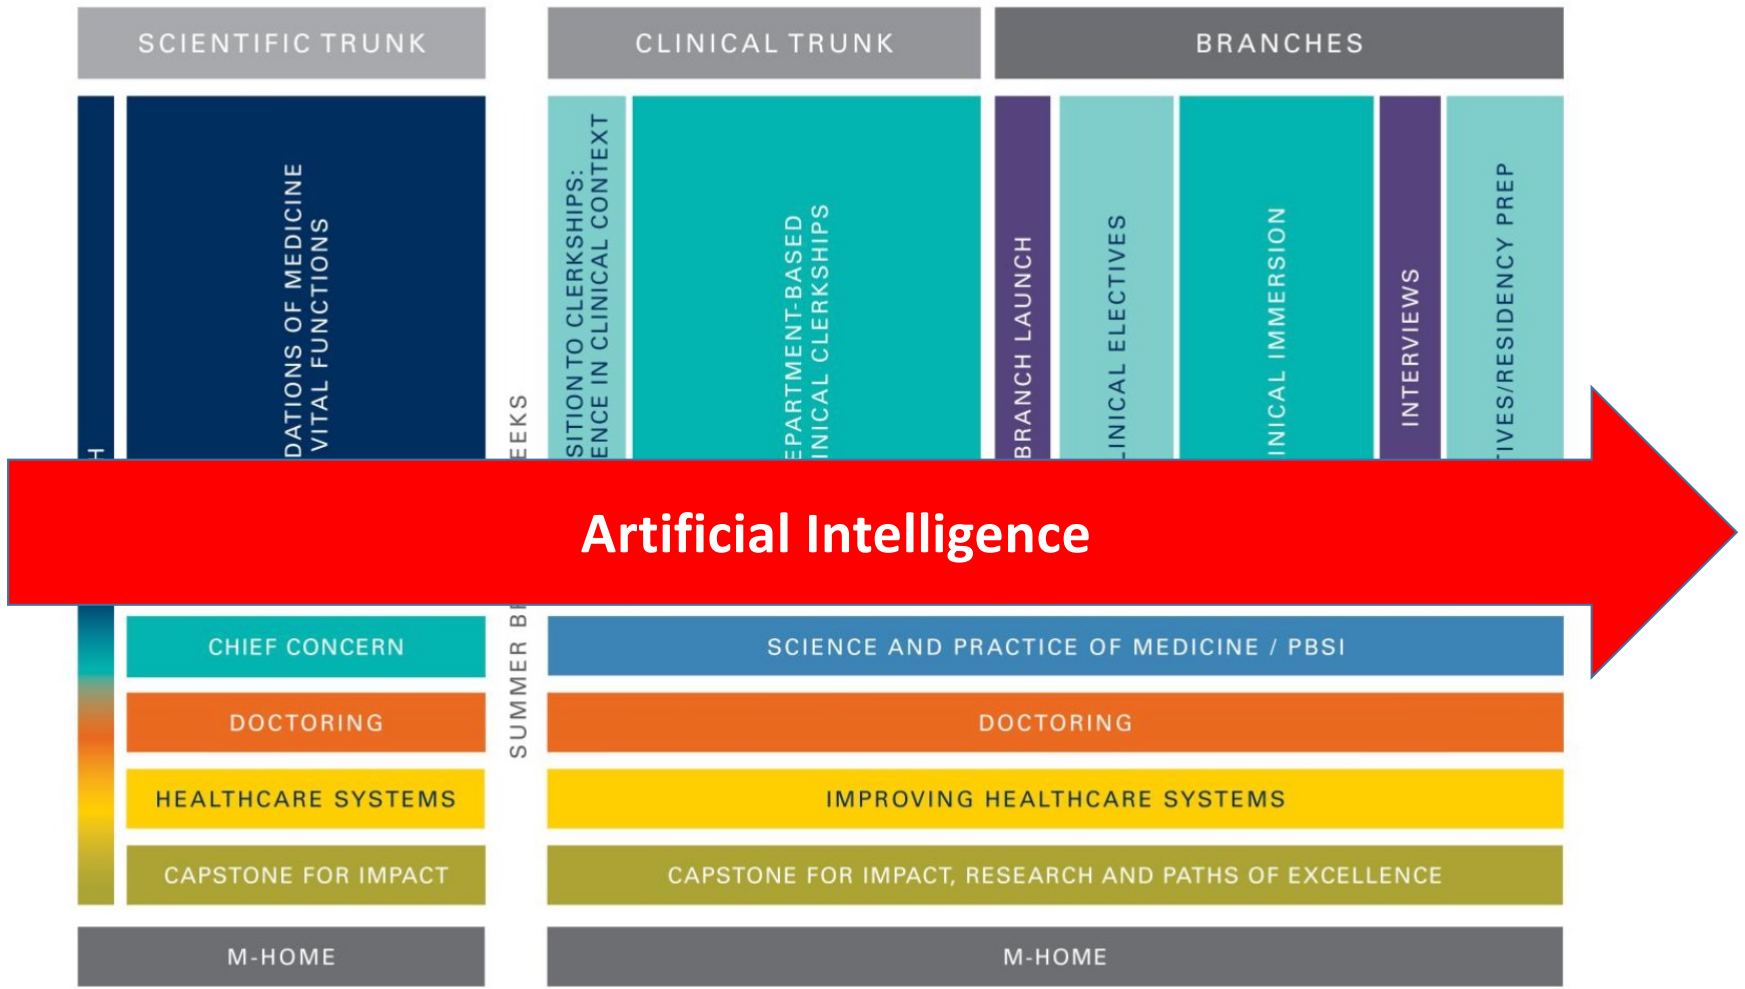 SCIENTIFIC TRUNK
CLINICAL TRUNK
BRANCHES
DATIONS OF MEDICINE
VITAL FUNCTIONS
SITION TO CLERKSHIPS:
ENCE IN CLINICAL CONTEXT
EPARTMENT-BASED
INICAL CLERKSHIPS
BRANCH LAUNCH
LINICAL ELECTIVES
INICAL IMMERSION
INTERVIEWS
TIVES/RESIDENCY PREP
H
EEKS
SUMMER BR
Artificial Intelligence
CHIEF CONCERN
SCIENCE AND PRACTICE OF MEDICINE / PBSI
DOCTORING
DOCTORING
HEALTHCARE SYSTEMS
IMPROVING HEALTHCARE SYSTEMS
CAPSTONE FOR IMPACT
CAPSTONE FOR IMPACT, RESEARCH AND PATHS OF EXCELLENCE
M-HOME
M-HOME